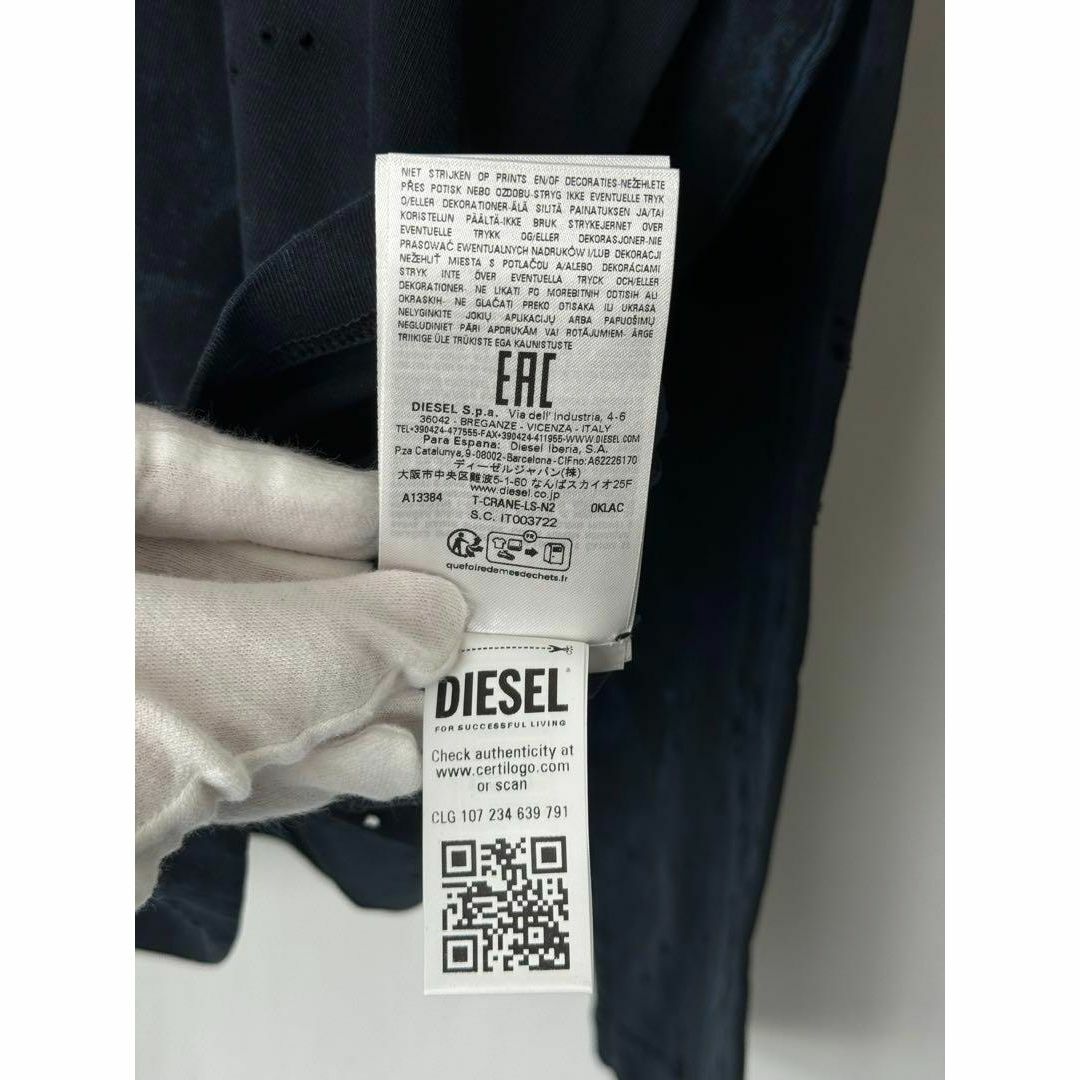 NIET STRIJKEN OP PRINTS EN/OF DECORATIES-NEŽEHLETE
PŘES POTISK NEBO OZDOBU-STRYG IKKE EVENTUELLE TRYK
O/ELLER DEKORATIONER-ÄLÄ SILITÄ PAINATUKSEN JA/TAI
KORISTELUN PÄÄLTÄ-IKKE BRUK STRYKEJERNET OVER
EVENTUELLE TRYKK OG/ELLER DEKORASJONER-NIE
PRASOWAĆ EWENTUALNYCH NADRUKÓW I/LUB DEKORACJI
NEŽEHLIŤ MIESTA S POTLAČOU A/ALEBO DEKORÁCIAMI
STRYK INTE ÖVER EVENTUELLA TRYCK OCH/ELLER
DEKORATIONER- NE LIKATI PO MOREBITNIH ODTISIH ALI
OKRASKIH- NE GLAČATI PREKO OTISAKA ILI UKRASA
NELYGINKITE JOKIŲ APLIKACIJŲ ARBA PAPUOŠIMŲ
NEGLUDINIET PĀRI APDRUKĀM VAI ROTĀJUMIEM- ÄRGE
TRIIKIGE ÜLE TRÜKISTE EGA KAUNISTUSTE
EAC
DIESEL S.p.a. Via dell' Industria, 4-6
36042 - BREGANZE - VICENZA - ITALY
TEL+390424-477555-FAX+390424-411955-WWW.DIESEL.COM
Para Espana: Diesel Iberia, S.A.
P.za Catalunya,9-08002-Barcelona-CIFno:A62226170
ディーゼルジャパン(株)
大阪市中央区難波5-1-60 なんばスカイオ25F
www.diesel.co.jp
A13384 T-CRANE-LS-N2 0KLAC
S.C. IT003722
FR
quefairedemesdechets.fr
DIESEL
FOR SUCCESSFUL LIVING
Check authenticity at
www.certilogo.com
or scan
CLG 107 234 639 791